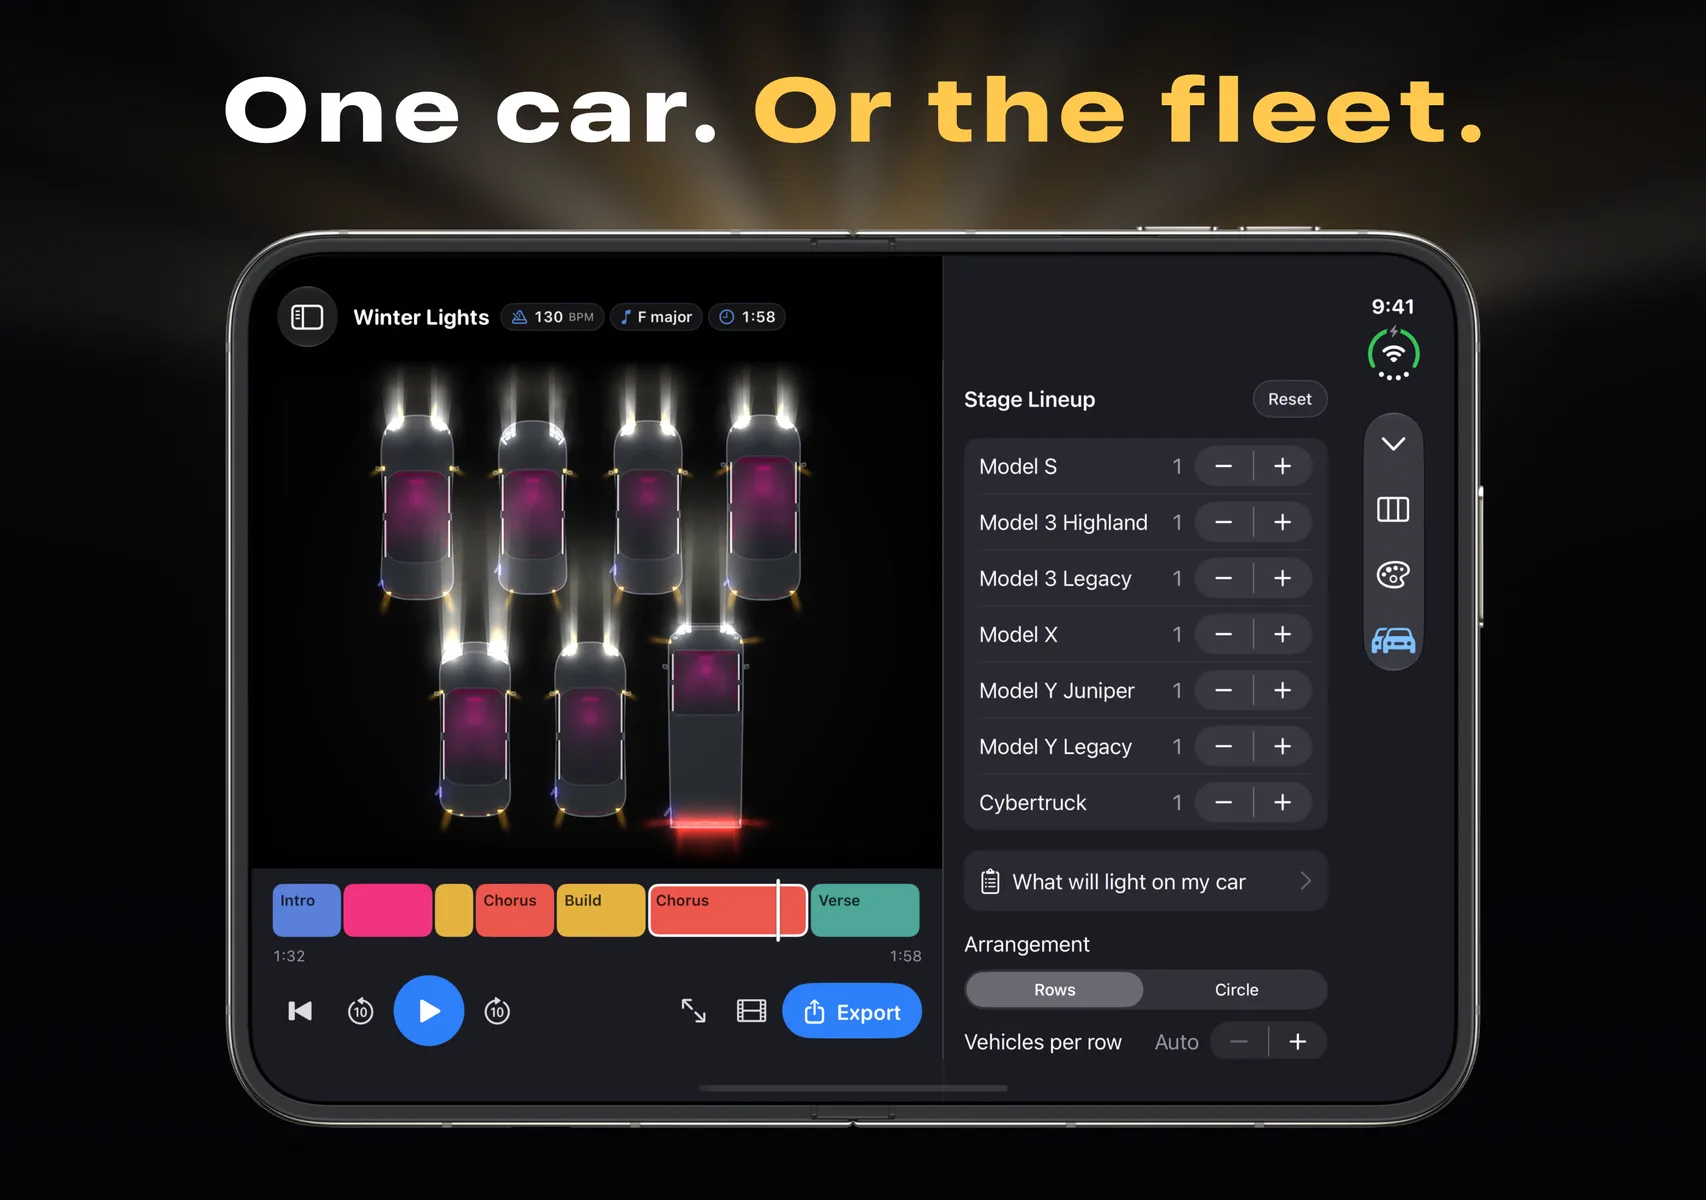 One car. Or the fleet.
Winter Lights
130 BPM
F major
1:58
9:41
Stage Lineup
Reset
Model S 1 − +
Model 3 Highland 1 − +
Model 3 Legacy 1 − +
Model X 1 − +
Model Y Juniper 1 − +
Model Y Legacy 1 − +
Cybertruck 1 − +
What will light on my car
Arrangement
Rows Circle
Vehicles per row Auto − +
Intro Chorus Build Chorus Verse
1:32 1:58
10 10 Export